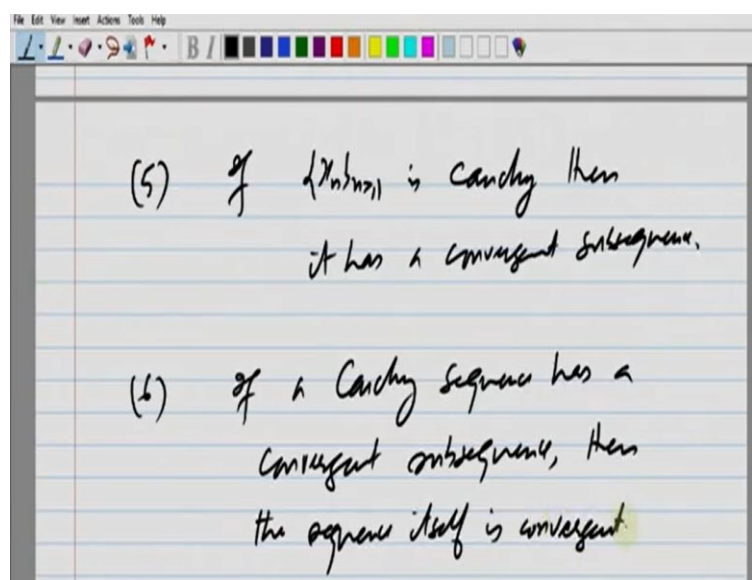 File Edit View Insert Actions Tools Help
B I
(5) If {xn}n≥1 is Cauchy then
it has a convergent subsequence.
(6) If a Cauchy sequence has a
convergent subsequence, then
the sequence itself is convergent.